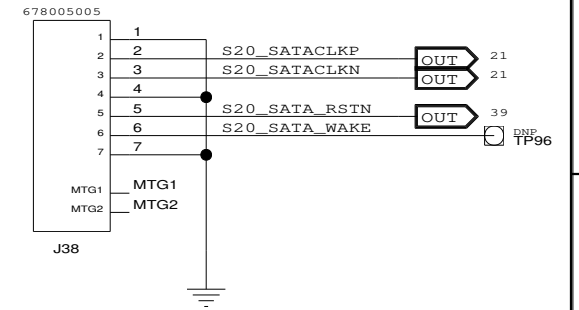 678005005
1 1
2 2 S20_SATACLKP OUT 21
3 3 S20_SATACLKN OUT 21
4 4
5 5 S20_SATA_RSTN OUT 39
6 6 S20_SATA_WAKE DNP
TP96
7 7
MTG1 MTG1
MTG2 MTG2
J38